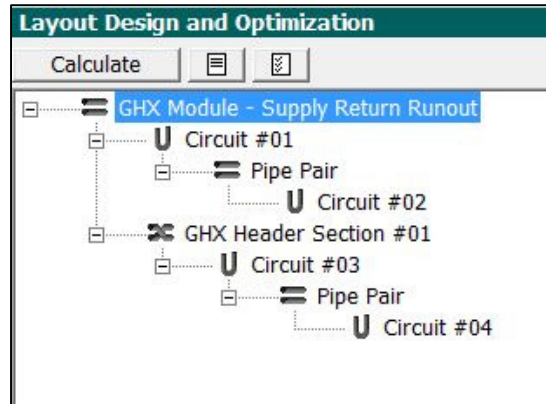 Layout Design and Optimization
Calculate
GHX Module - Supply Return Runout
Circuit #01
Pipe Pair
Circuit #02
GHX Header Section #01
Circuit #03
Pipe Pair
Circuit #04